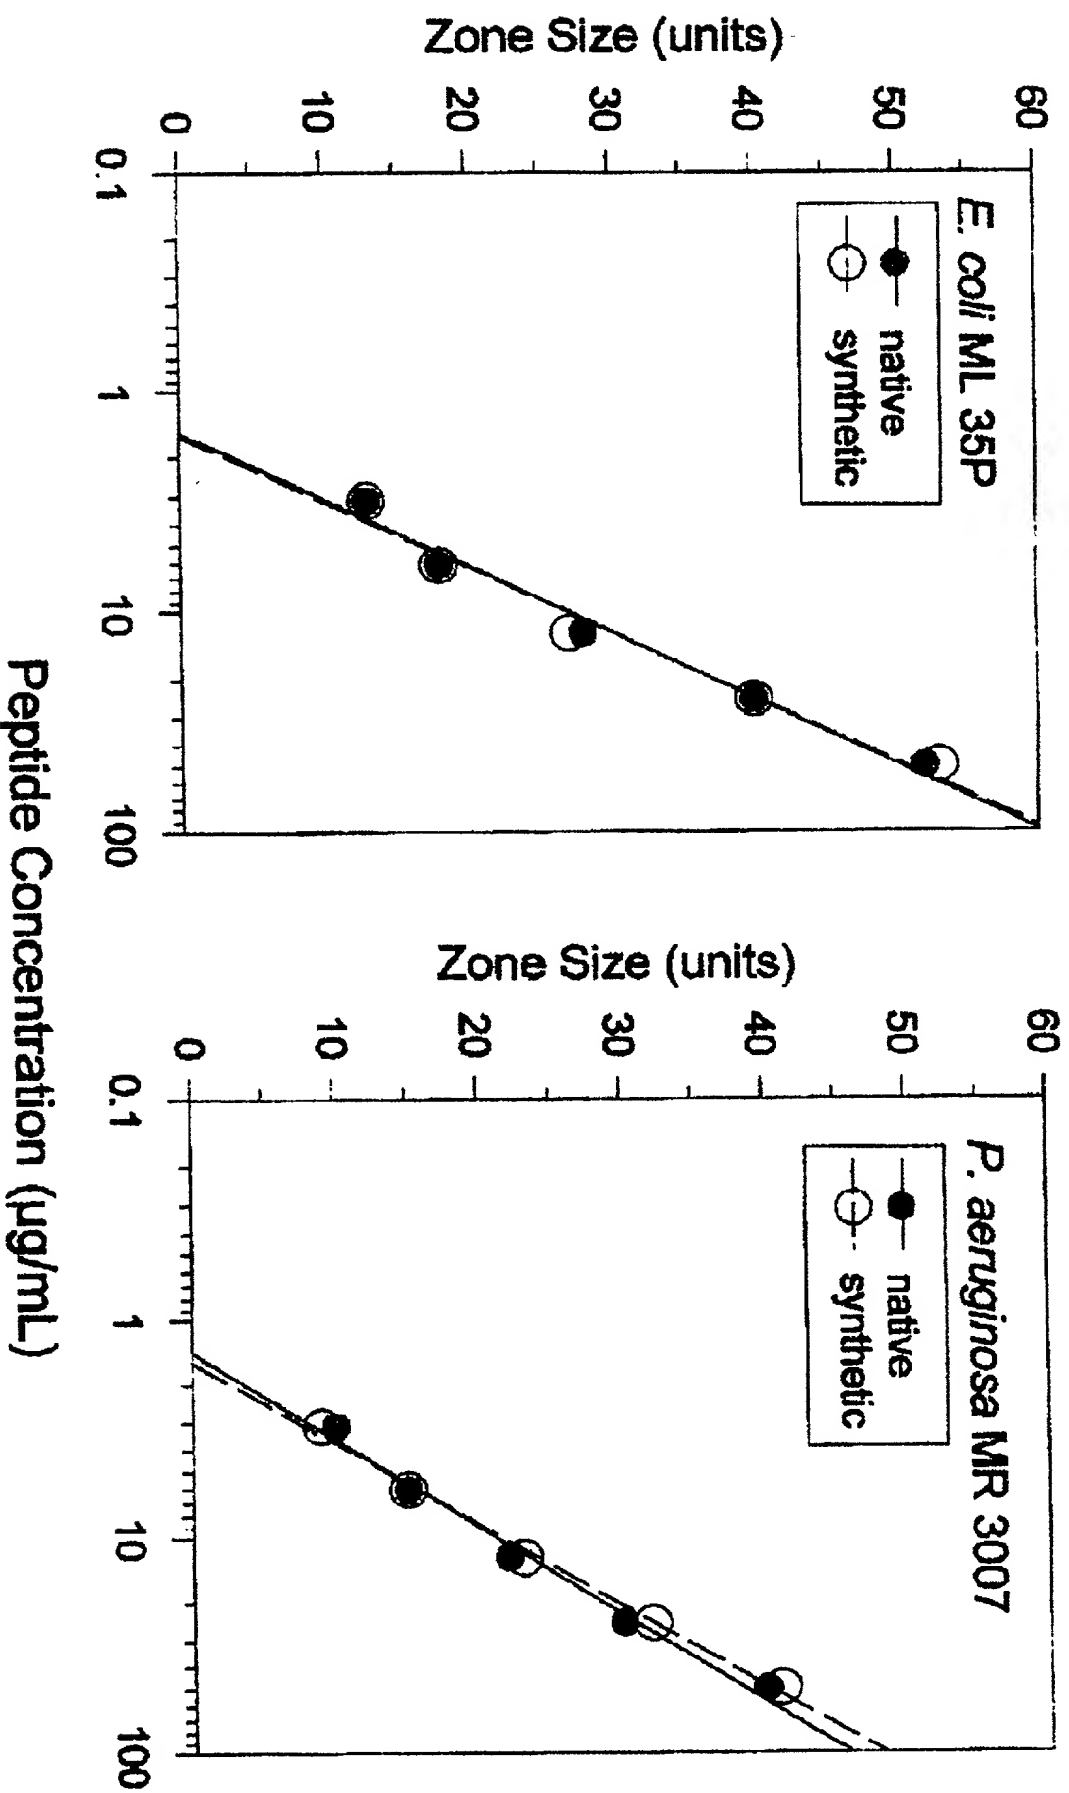 E. coli ML 35P
native
synthetic
Zone Size (units)
60
50
40
30
20
10
0
0.1
1
10
100
P. aeruginosa MR 3007
native
synthetic
Zone Size (units)
60
50
40
30
20
10
0
0.1
1
10
100
Peptide Concentration (µg/mL)